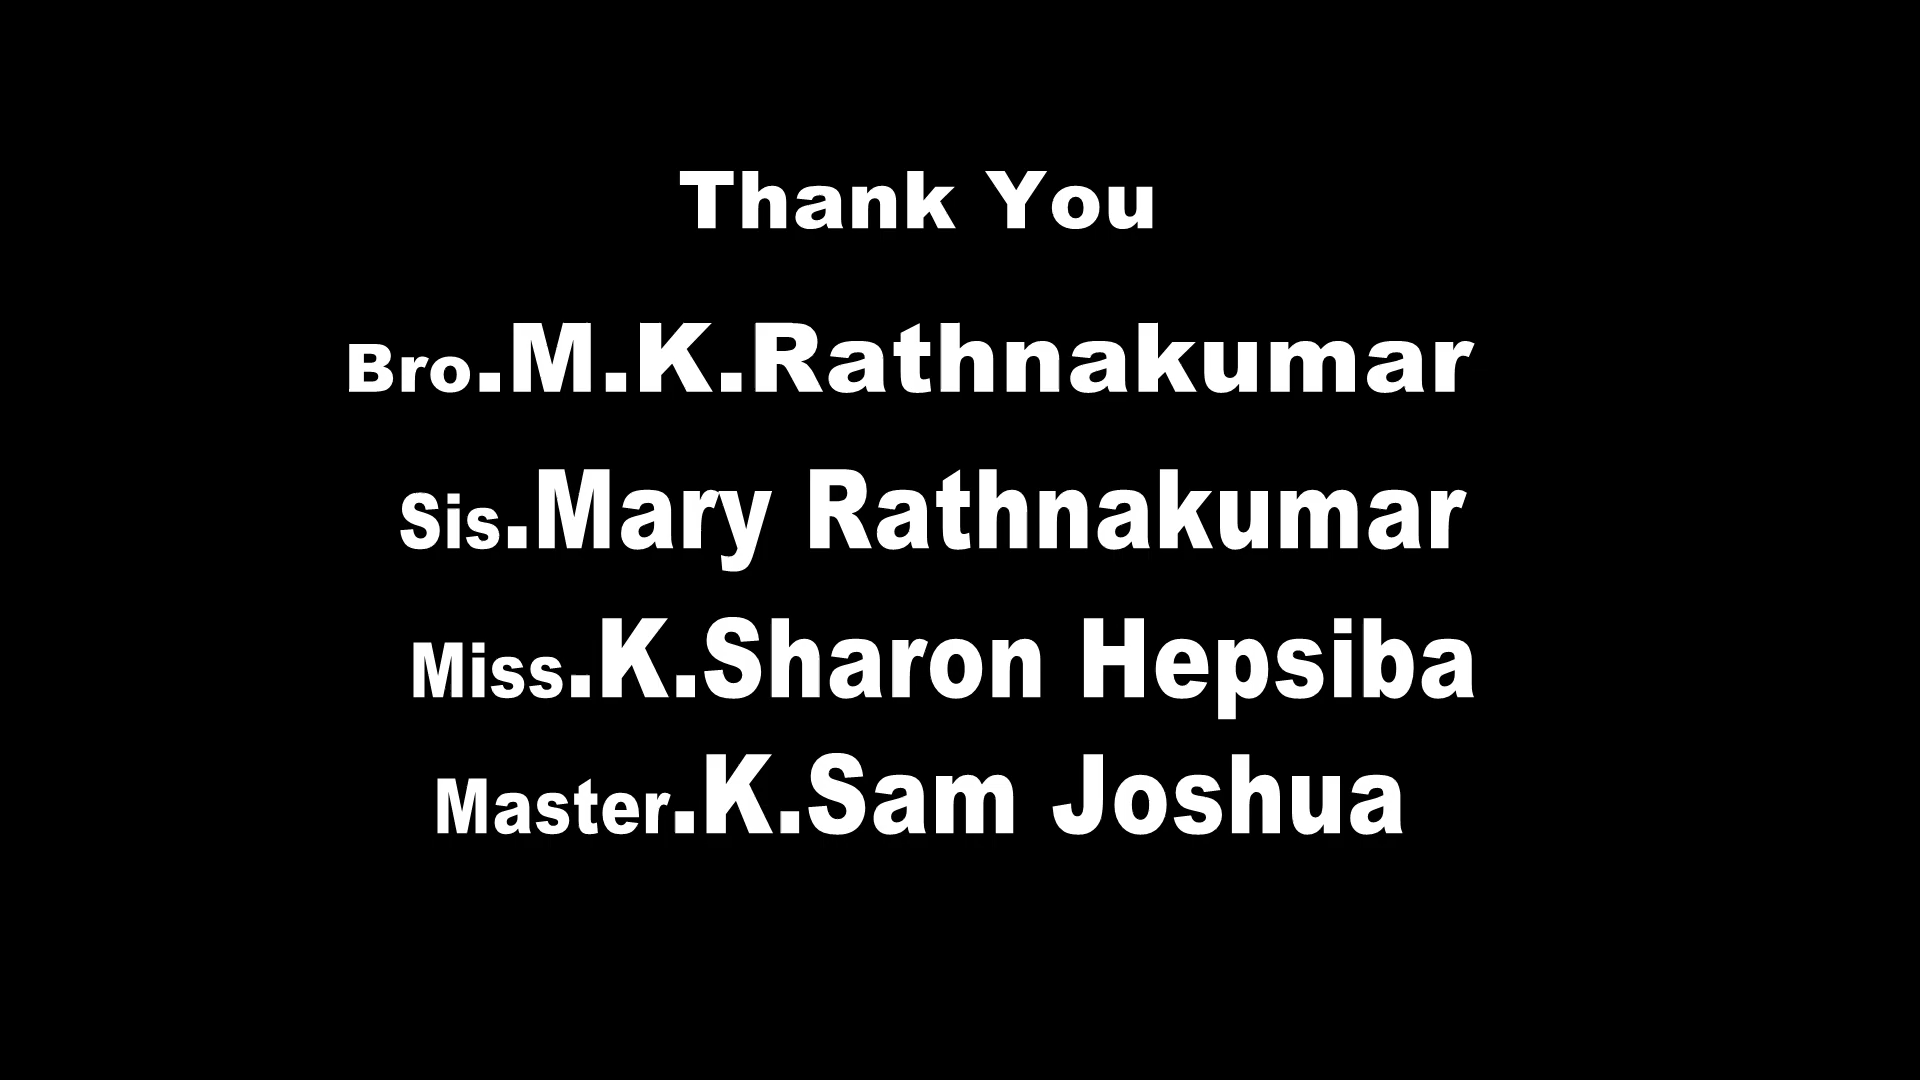 Thank You
Bro.M.K.Rathnakumar
Sis.Mary Rathnakumar
Miss.K.Sharon Hepsiba
Master.K.Sam Joshua